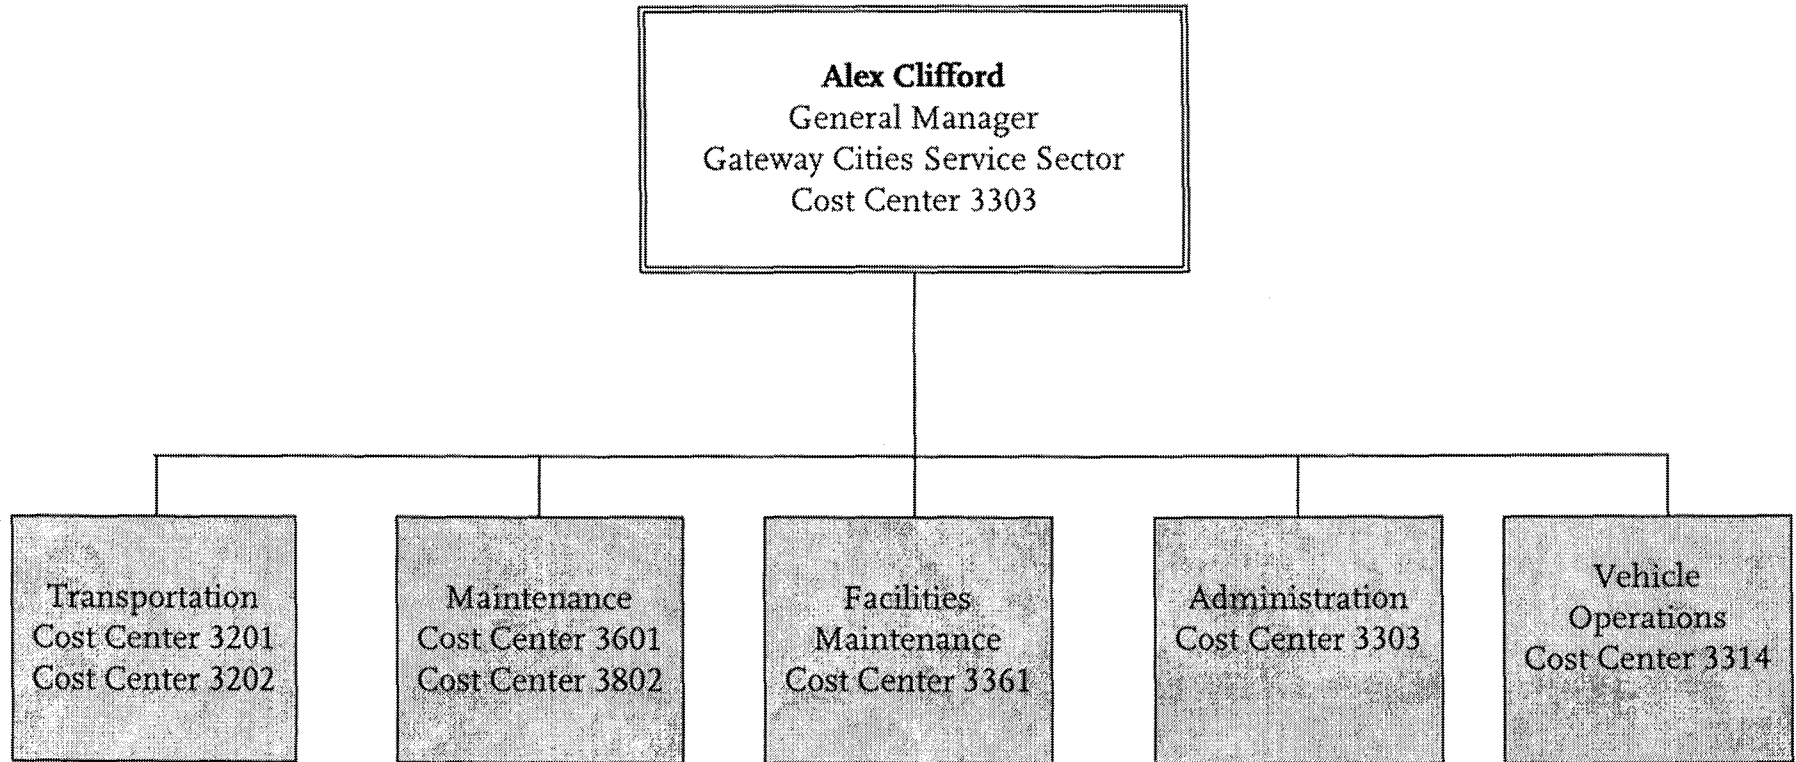 Alex Clifford
General Manager
Gateway Cities Service Sector
Cost Center 3303
Transportation
Cost Center 3201
Cost Center 3202
Maintenance
Cost Center 3601
Cost Center 3802
Facilities
Maintenance
Cost Center 3361
Administration
Cost Center 3303
Vehicle
Operations
Cost Center 3314